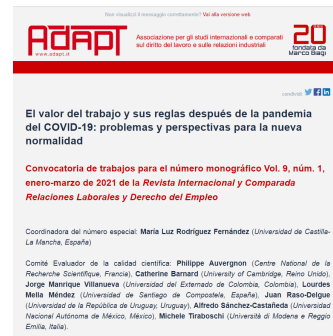 Non visualizzi il messaggio correttamente? Vai alla versione web
ADAPT
www.adapt.it
Associazione per gli studi internazionali e comparati
sul diritto del lavoro e sulle relazioni industriali
20
fondata da
Marco Biagi
condividi
El valor del trabajo y sus reglas después de la pandemia
del COVID-19: problemas y perspectivas para la nueva
normalidad
Convocatoria de trabajos para el número monográfico Vol. 9, núm. 1,
enero-marzo de 2021 de la Revista Internacional y Comparada
Relaciones Laborales y Derecho del Empleo
Coordinadora del número especial: María Luz Rodríguez Fernández (Universidad de Castilla-
La Mancha, España)
Comité Evaluador de la calidad científica: Philippe Auvergnon (Centre National de la
Recherche Scientifique, Francia), Catherine Barnard (University of Cambridge, Reino Unido),
Jorge Manrique Villanueva (Universidad del Externado de Colombia, Colombia), Lourdes
Mella Méndez (Universidad de Santiago de Compostela, España), Juan Raso-Delgue
(Universidad de la República de Uruguay, Uruguay), Alfredo Sánchez-Castañeda (Universidad
Nacional Autónoma de México, México), Michele Tiraboschi (Università di Modena e Reggio
Emilia, Italia).